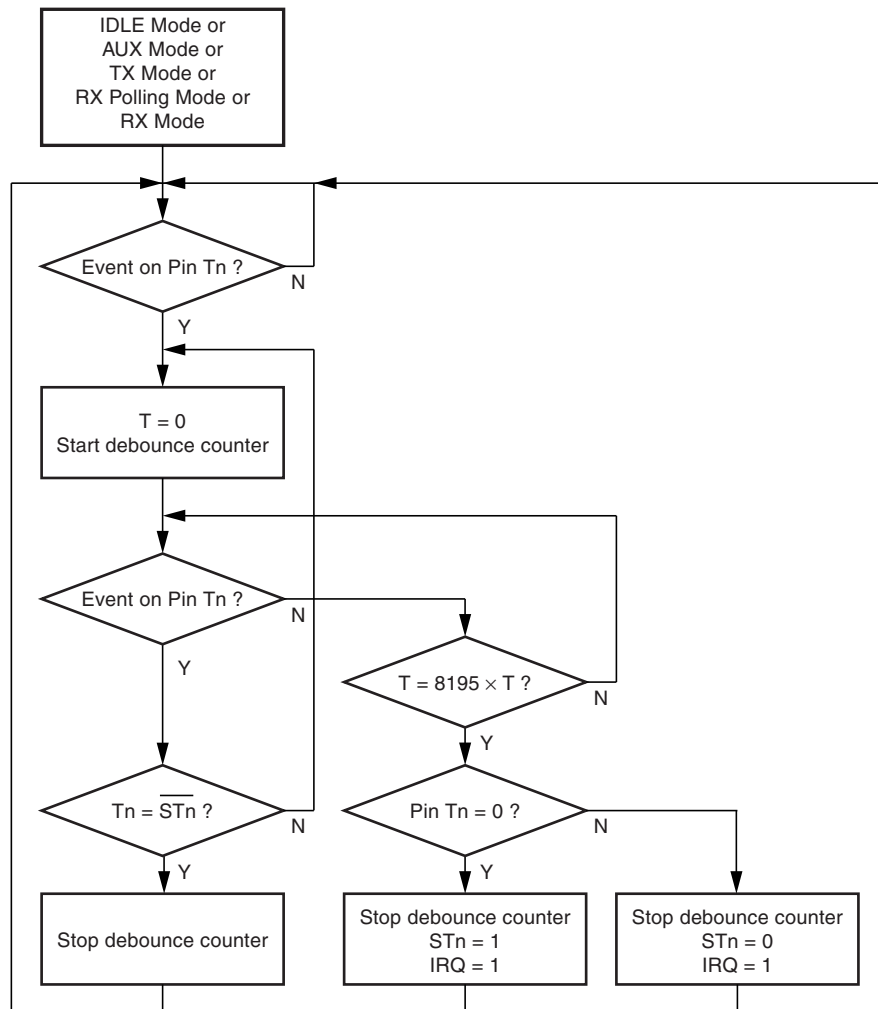 IDLE Mode or
AUX Mode or
TX Mode or
RX Polling Mode or
RX Mode
Event on Pin Tn ?
N
Y
T = 0
Start debounce counter
Event on Pin Tn ?
N
Y
T = 8195 × T ?
N
Y
Tn = S̅T̅n̅ ?
N
Y
Pin Tn = 0 ?
N
Y
Stop debounce counter
Stop debounce counter
STn = 1
IRQ = 1
Stop debounce counter
STn = 0
IRQ = 1